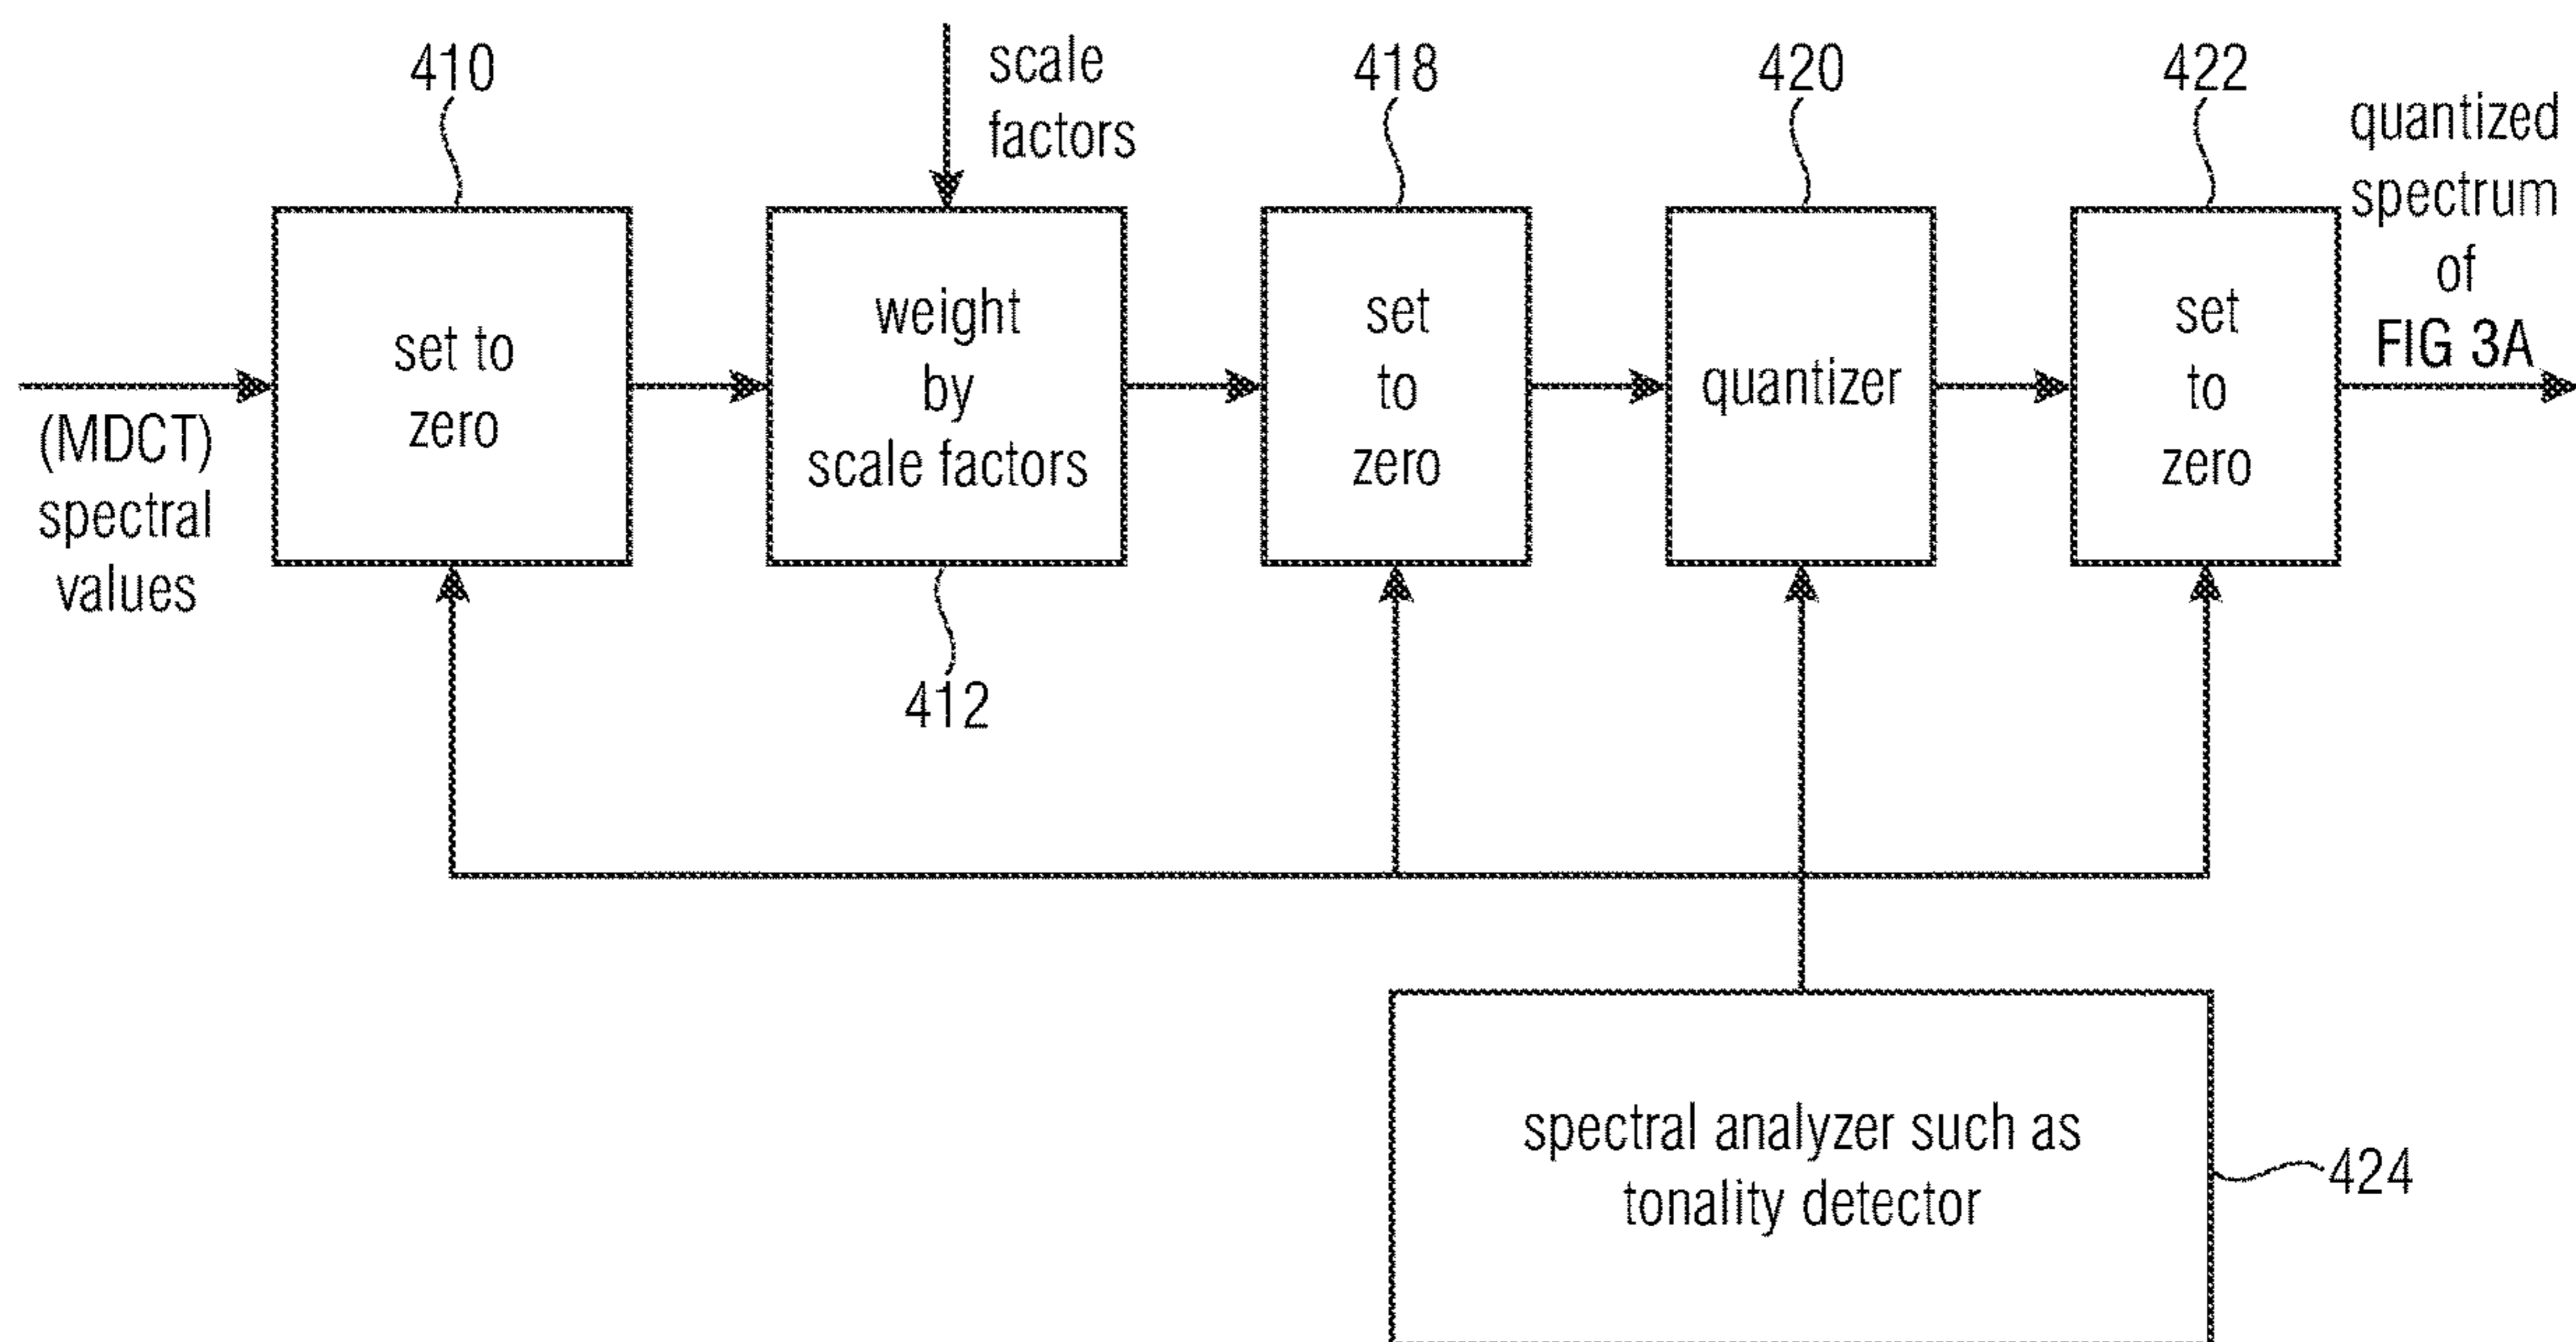 410
scale
factors
418
420
422
quantized
spectrum
of
FIG 3A
(MDCT)
spectral
values
set to
zero
weight
by
scale factors
412
set
to
zero
quantizer
set
to
zero
spectral analyzer such as
tonality detector
424